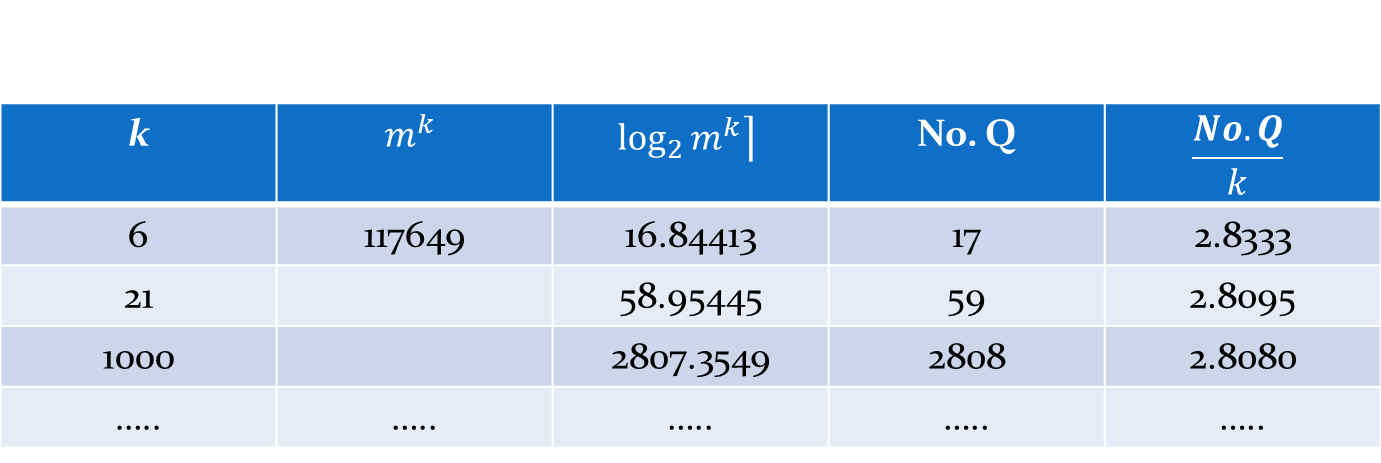 k m^k log₂ m^k⌉ No. Q No.Q/k
6 117649 16.84413 17 2.8333
21 58.95445 59 2.8095
1000 2807.3549 2808 2.8080
..... ..... ..... ..... .....